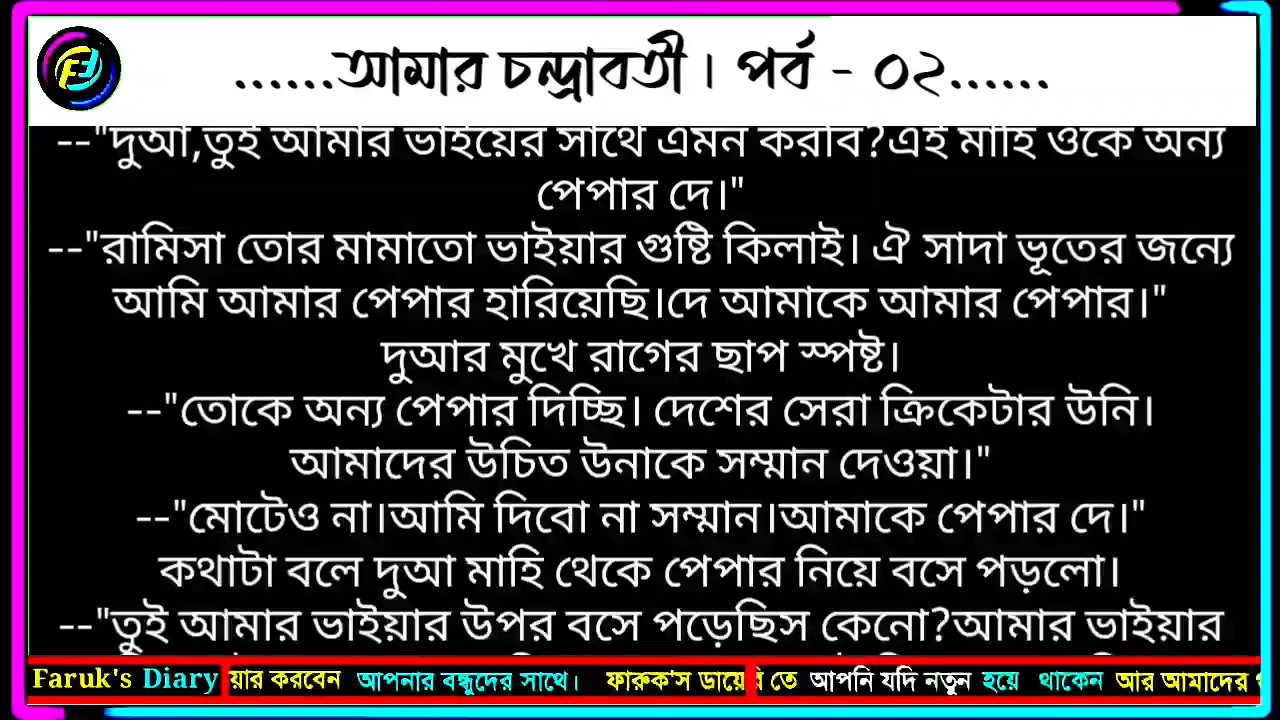 ......আমার চন্দ্রাবতী। পর্ব - ০২......
--"দুআ,তুই আমার ভাইয়ের সাথে এমন করবি?এই মাহি ওকে অন্য
পেপার দে।"
--"রামিসা তোর মামাতো ভাইয়ার গুষ্টি কিলাই। ঐ সাদা ভূতের জন্যে
আমি আমার পেপার হারিয়েছি।দে আমাকে আমার পেপার।"
দুআর মুখে রাগের ছাপ স্পষ্ট।
--"তোকে অন্য পেপার দিচ্ছি। দেশের সেরা ক্রিকেটার উনি।
আমাদের উচিত উনাকে সম্মান দেওয়া।"
--"মোটেও না।আমি দিবো না সম্মান।আমাকে পেপার দে।"
কথাটা বলে দুআ মাহি থেকে পেপার নিয়ে বসে পড়লো।
--"তুই আমার ভাইয়ার উপর বসে পড়েছিস কেনো?আমার ভাইয়ার
Faruk's Diary য়ার করবেন আপনার বন্ধুদের সাথে। ফারুক'স ডায়ে তে আপনি যদি নতুন হয়ে থাকেন আর আমাদের